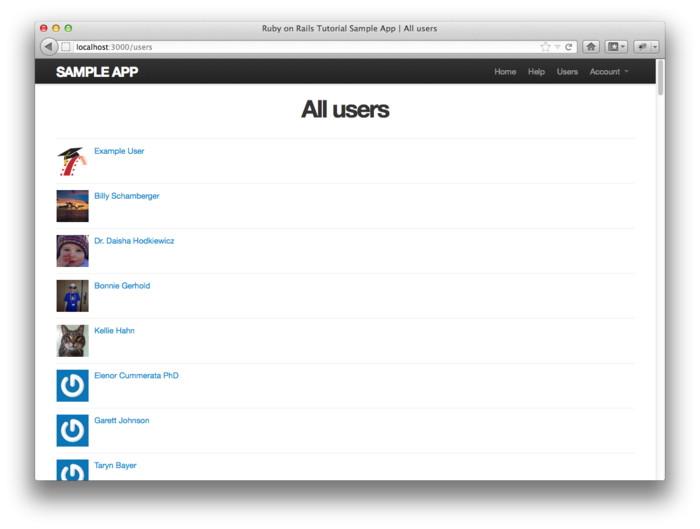 Ruby on Rails Tutorial Sample App | All users
localhost:3000/users
SAMPLE APP
Home Help Users Account
All users
Example User
Billy Schamberger
Dr. Daisha Hodkiewicz
Bonnie Gerhold
Kellie Hahn
Elenor Cummerata PhD
Garett Johnson
Taryn Bayer